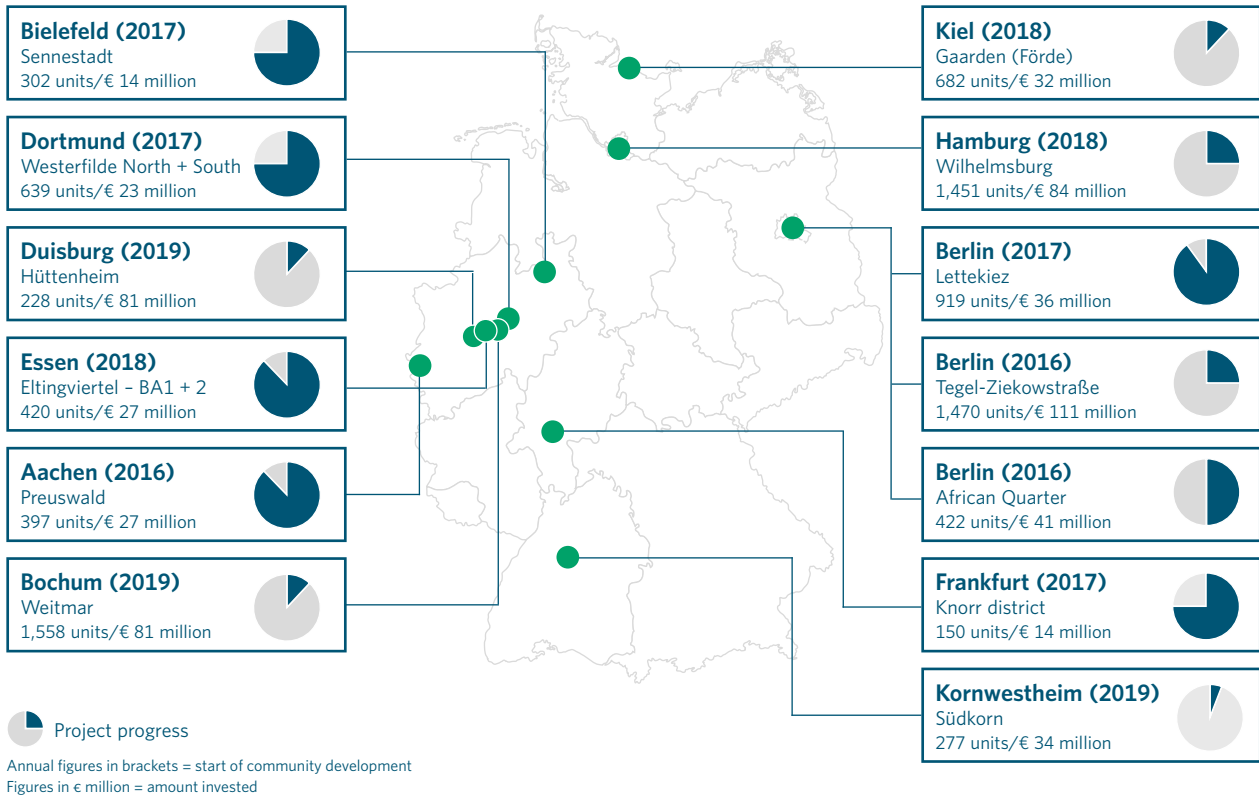 Bielefeld (2017)
Sennestadt
302 units/€ 14 million
Dortmund (2017)
Westerfilde North + South
639 units/€ 23 million
Duisburg (2019)
Hüttenheim
228 units/€ 81 million
Essen (2018)
Eltingviertel – BA1 + 2
420 units/€ 27 million
Aachen (2016)
Preuswald
397 units/€ 27 million
Bochum (2019)
Weitmar
1,558 units/€ 81 million
Kiel (2018)
Gaarden (Förde)
682 units/€ 32 million
Hamburg (2018)
Wilhelmsburg
1,451 units/€ 84 million
Berlin (2017)
Lettekiez
919 units/€ 36 million
Berlin (2016)
Tegel-Ziekowstraße
1,470 units/€ 111 million
Berlin (2016)
African Quarter
422 units/€ 41 million
Frankfurt (2017)
Knorr district
150 units/€ 14 million
Kornwestheim (2019)
Südkorn
277 units/€ 34 million
Project progress
Annual figures in brackets = start of community development
Figures in € million = amount invested